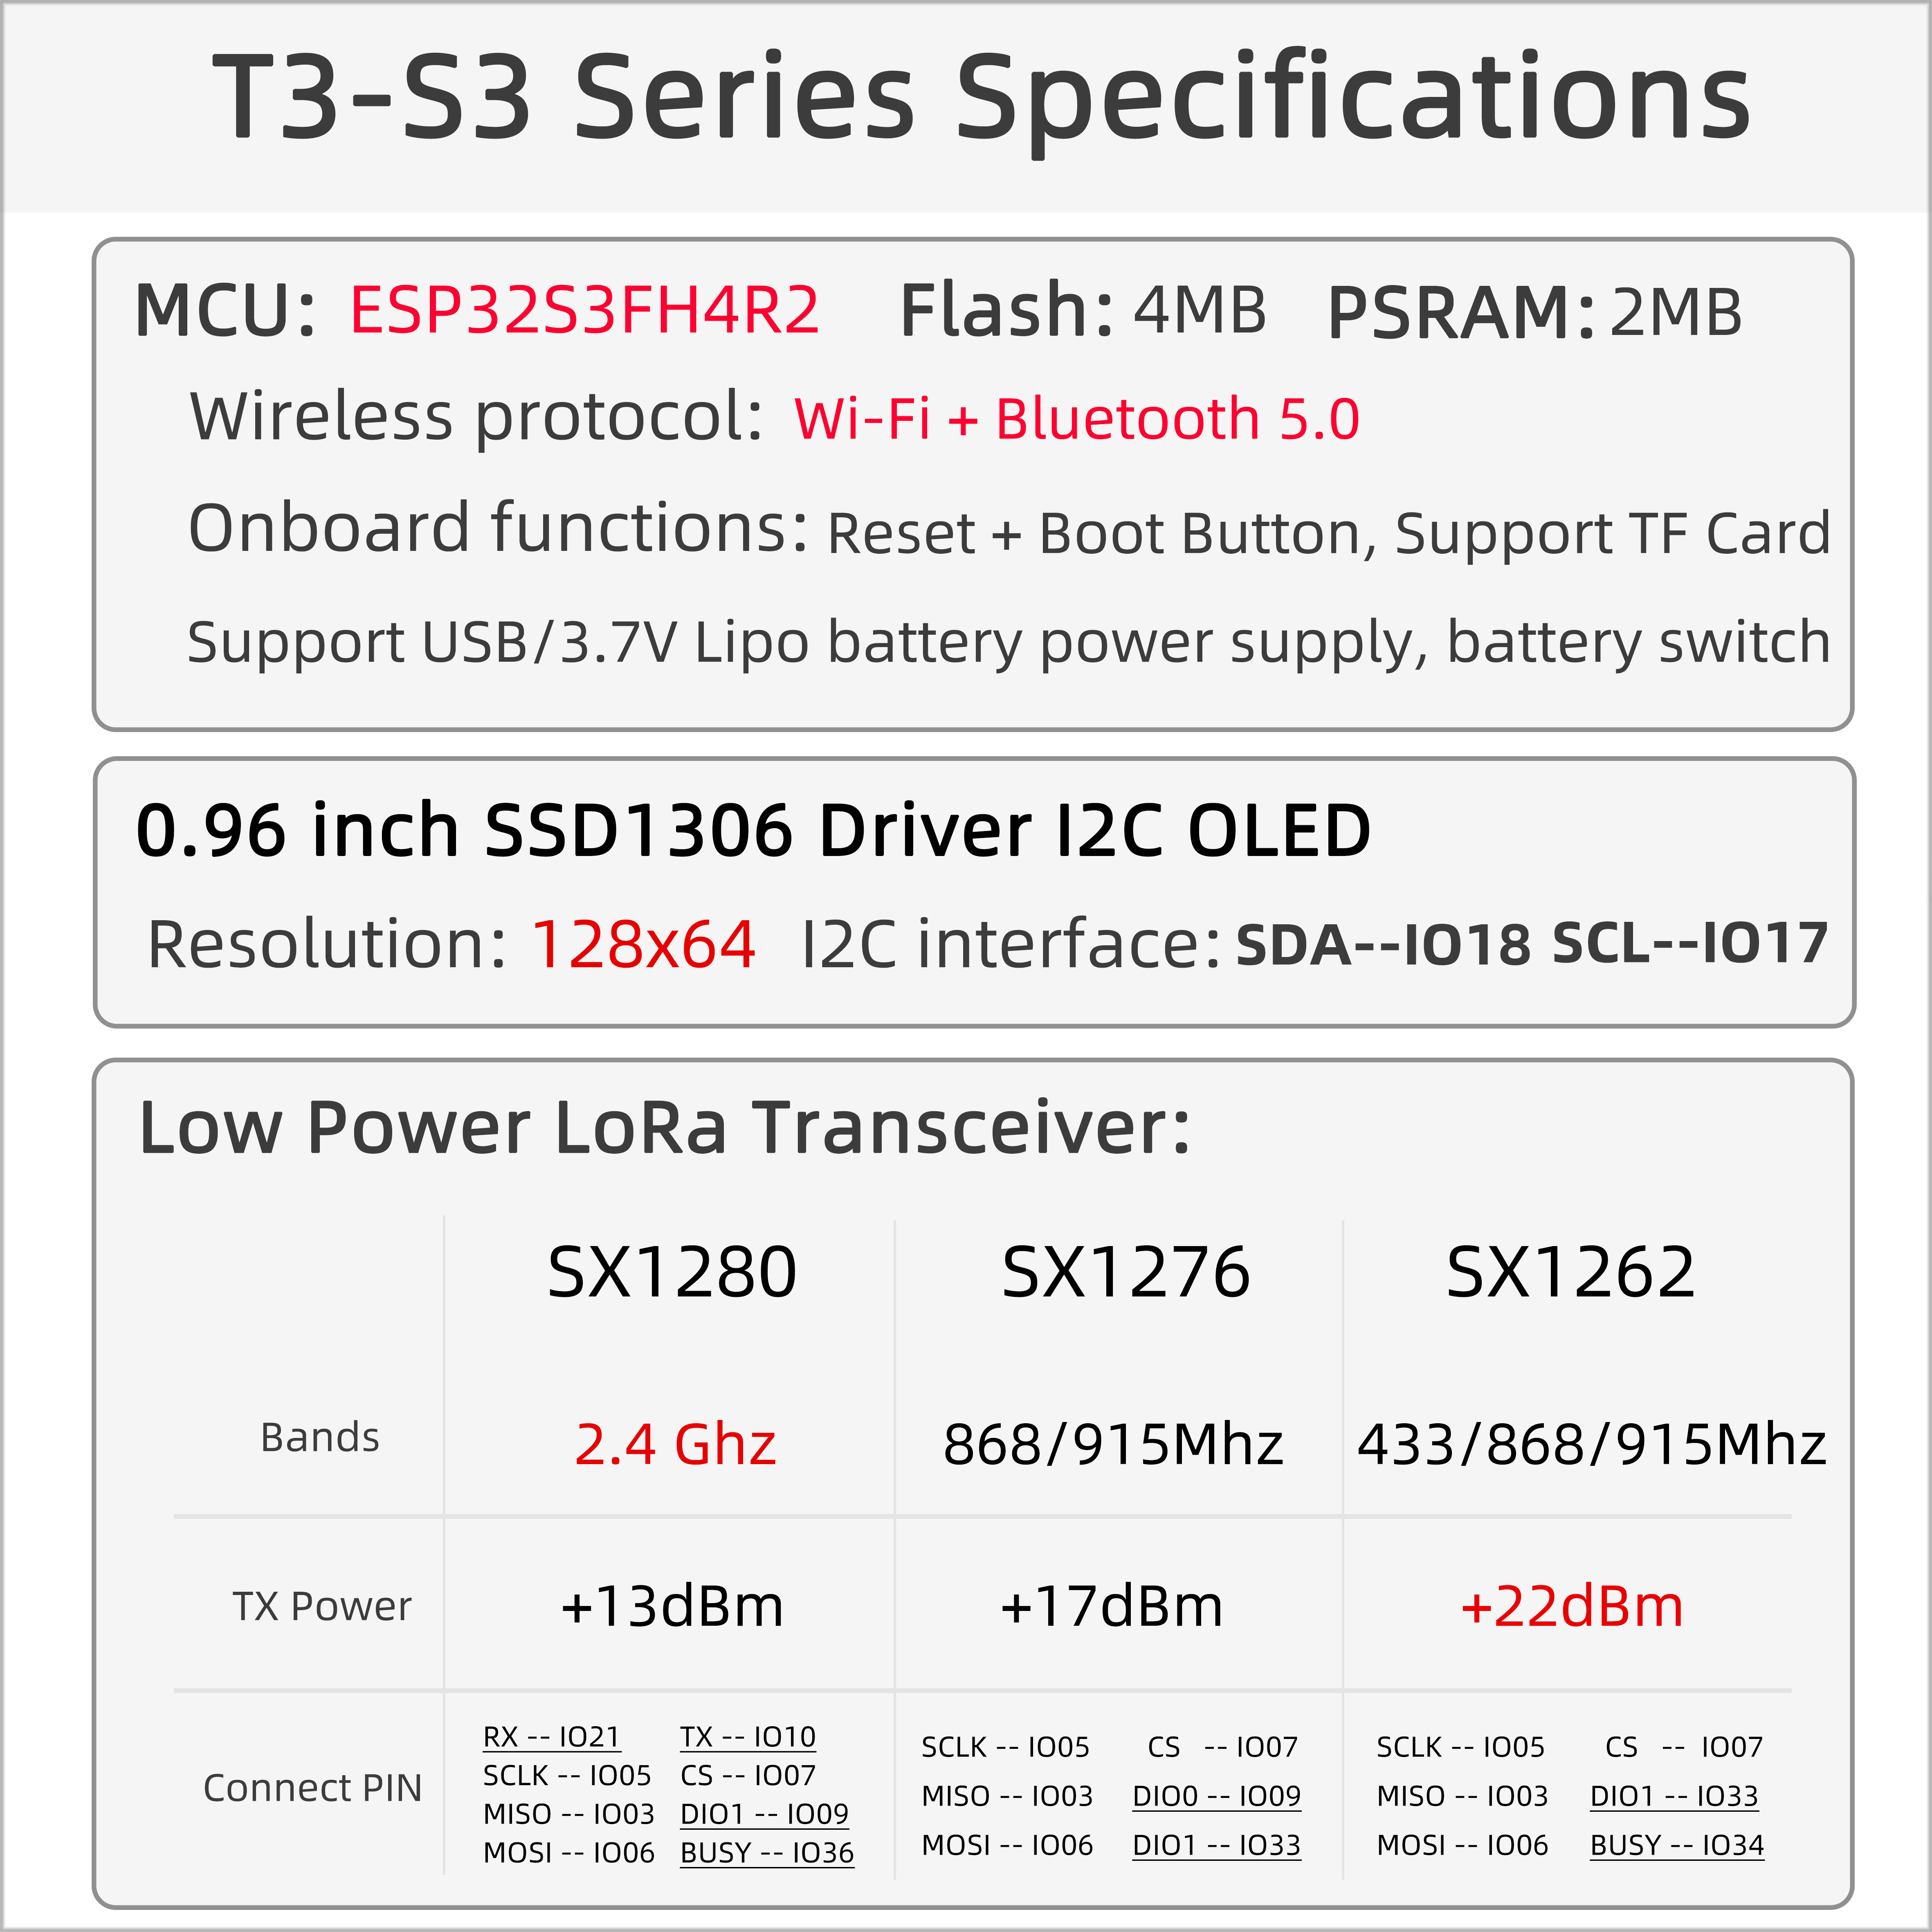 T3-S3 Series Specifications
MCU: ESP32S3FH4R2 Flash: 4MB PSRAM: 2MB
Wireless protocol: Wi-Fi + Bluetooth 5.0
Onboard functions: Reset + Boot Button, Support TF Card
Support USB/3.7V Lipo battery power supply, battery switch
0.96 inch SSD1306 Driver I2C OLED
Resolution: 128x64 I2C interface: SDA--IO18 SCL--IO17
Low Power LoRa Transceiver:
SX1280 SX1276 SX1262
Bands 2.4 Ghz 868/915Mhz 433/868/915Mhz
TX Power +13dBm +17dBm +22dBm
Connect PIN
RX -- IO21 TX -- IO10
SCLK -- IO05 CS -- IO07
MISO -- IO03 DIO1 -- IO09
MOSI -- IO06 BUSY -- IO36
SCLK -- IO05 CS -- IO07
MISO -- IO03 DIO0 -- IO09
MOSI -- IO06 DIO1 -- IO33
SCLK -- IO05 CS -- IO07
MISO -- IO03 DIO1 -- IO33
MOSI -- IO06 BUSY -- IO34